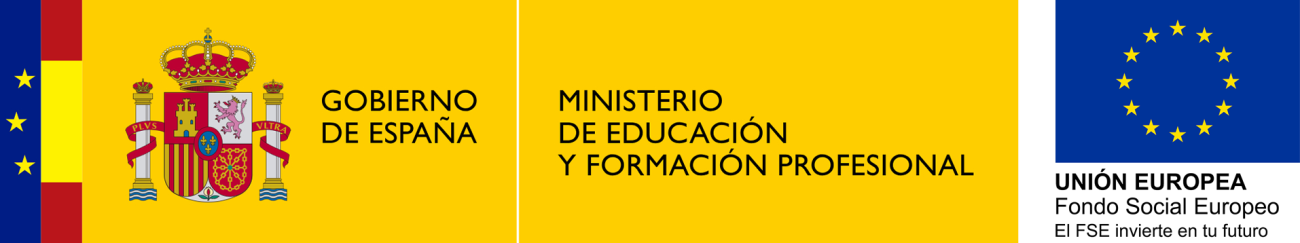 PLVS VLTRA
GOBIERNO
DE ESPAÑA
MINISTERIO
DE EDUCACIÓN
Y FORMACIÓN PROFESIONAL
UNIÓN EUROPEA
Fondo Social Europeo
El FSE invierte en tu futuro